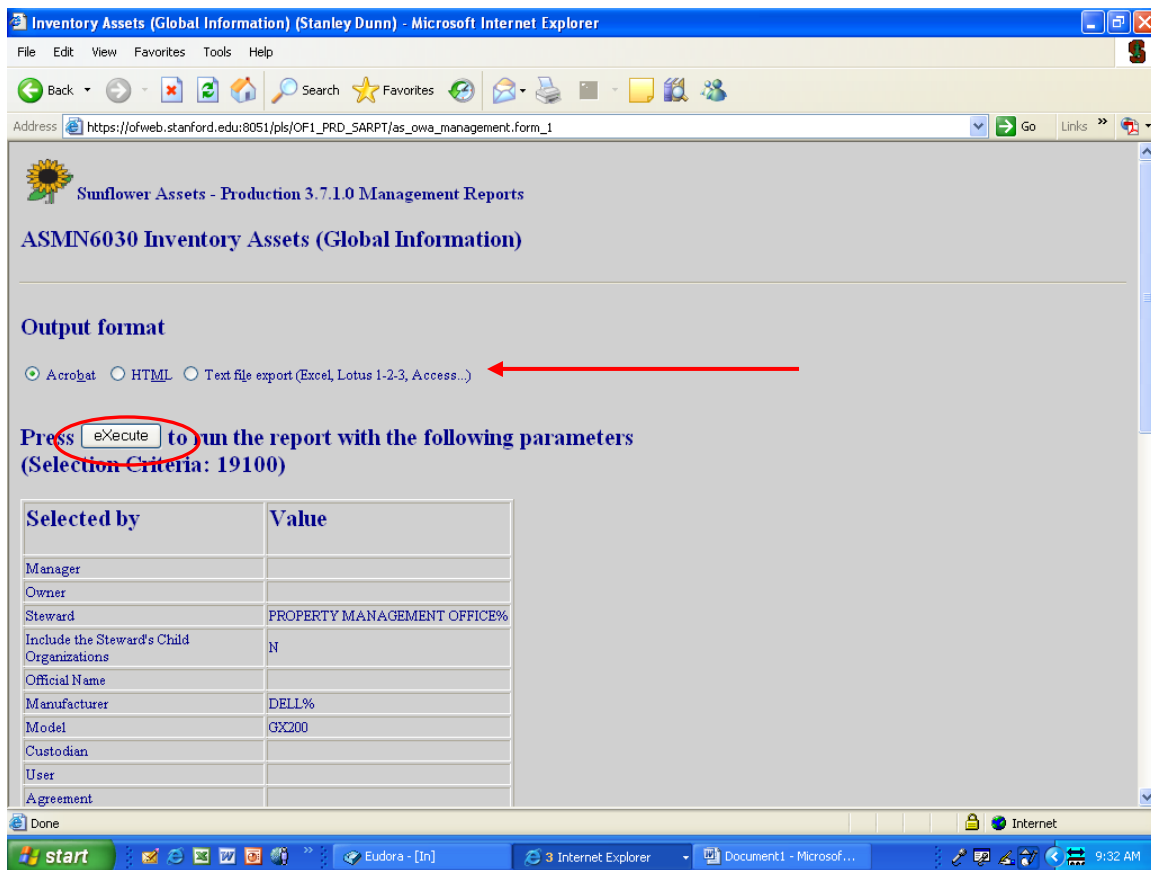 Inventory Assets (Global Information) (Stanley Dunn) - Microsoft Internet Explorer
File Edit View Favorites Tools Help
Back Search Favorites
Address https://ofweb.stanford.edu:8051/pls/OF1_PRD_SARPT/as_owa_management.form_1 Go Links »
Sunflower Assets - Production 3.7.1.0 Management Reports
ASMN6030 Inventory Assets (Global Information)
Output format
Acrobat HTML Text file export (Excel, Lotus 1-2-3, Access...)
Press eXecute to run the report with the following parameters
(Selection Criteria: 19100)
Selected by Value
Manager
Owner
Steward PROPERTY MANAGEMENT OFFICE%
Include the Steward's Child
Organizations N
Official Name
Manufacturer DELL%
Model GX200
Custodian
User
Agreement
Done Internet
start » Eudora - [In] 3 Internet Explorer Document1 - Microsof... 9:32 AM